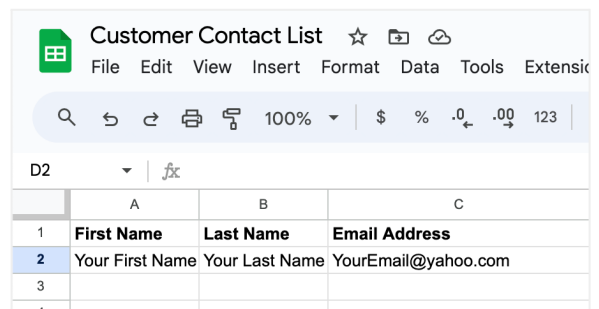 Customer Contact List
File Edit View Insert Format Data Tools Extensio
100% $ % .0 .00 123
D2 fx
A B C
1 First Name Last Name Email Address
2 Your First Name Your Last Name YourEmail@yahoo.com
3